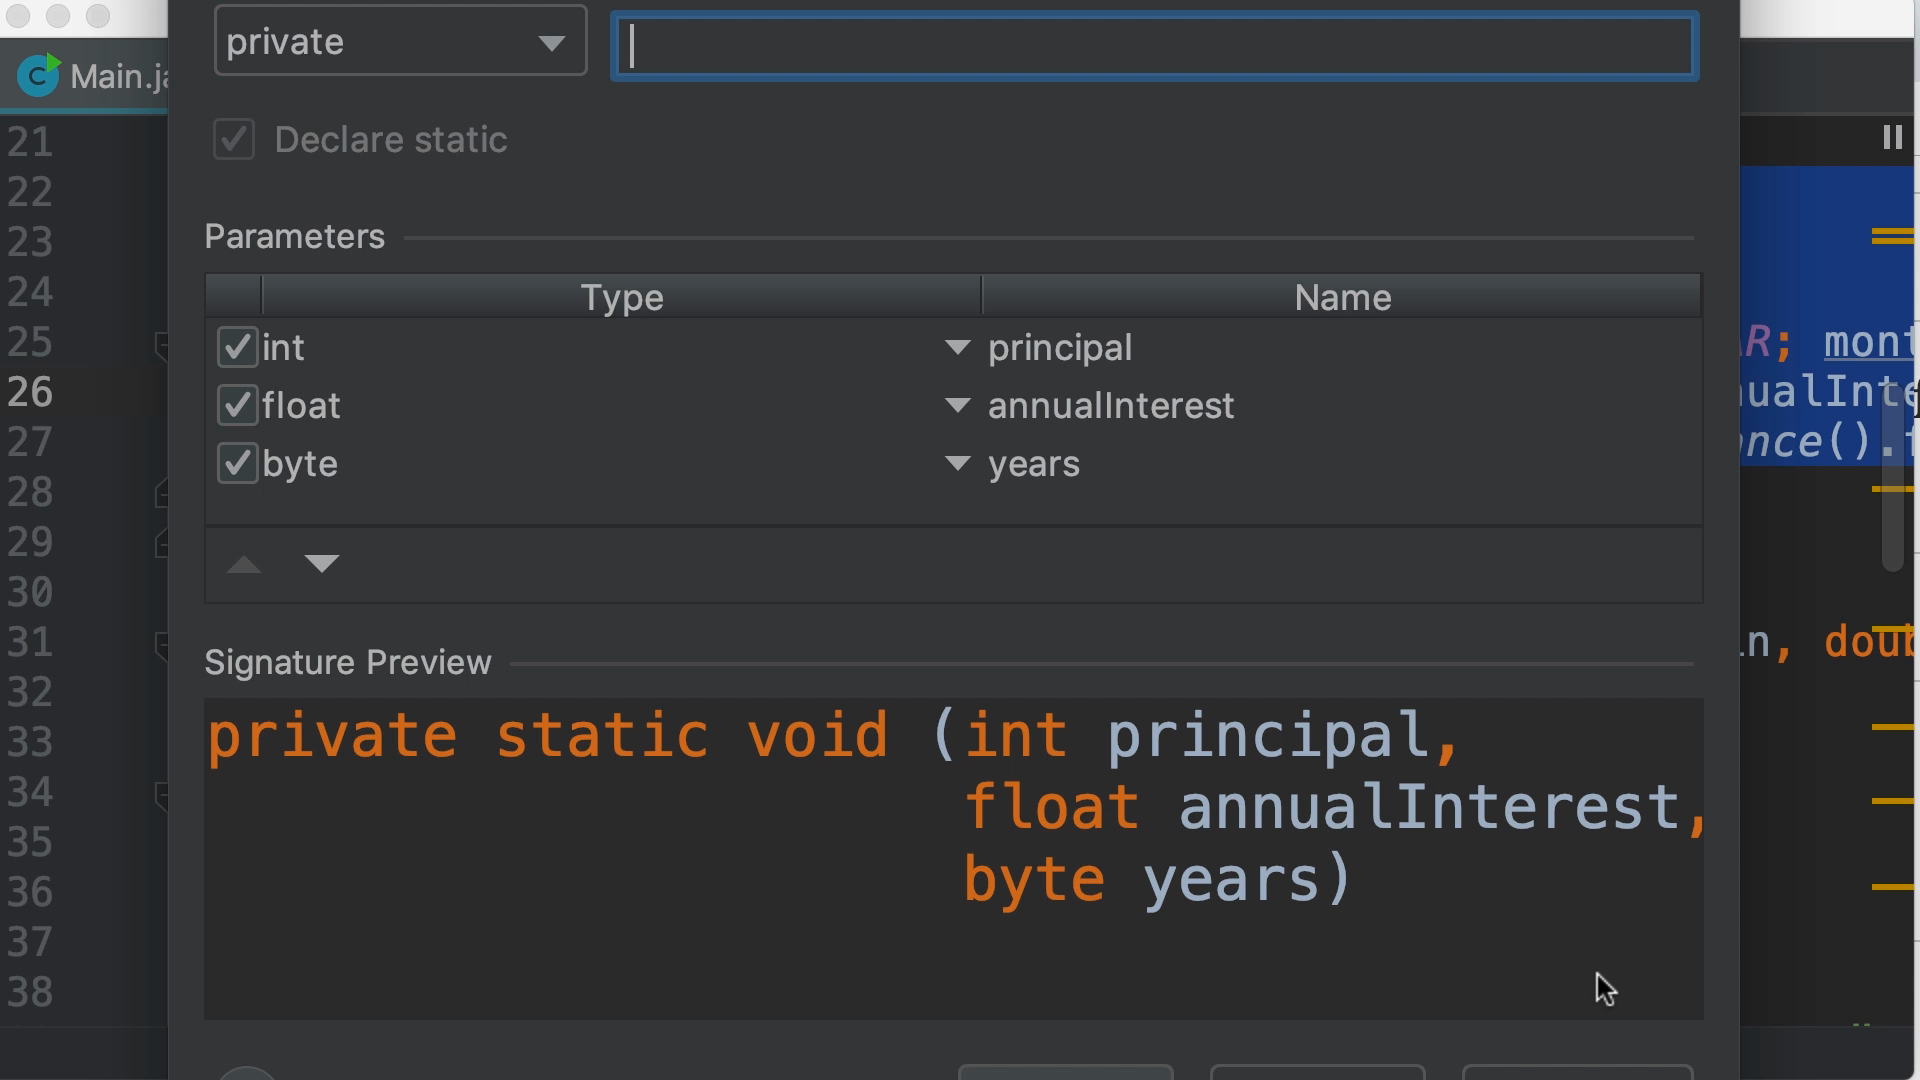 private
Main.ja
Declare static
Parameters
Type Name
int principal
float annualInterest
byte years
Signature Preview
private static void (int principal,
float annualInterest,
byte years)
21
22
23
24
25 R; mont
26 ualInte
27 nce().f
28
29
30
31 n, doub
32
33
34
35
36
37
38